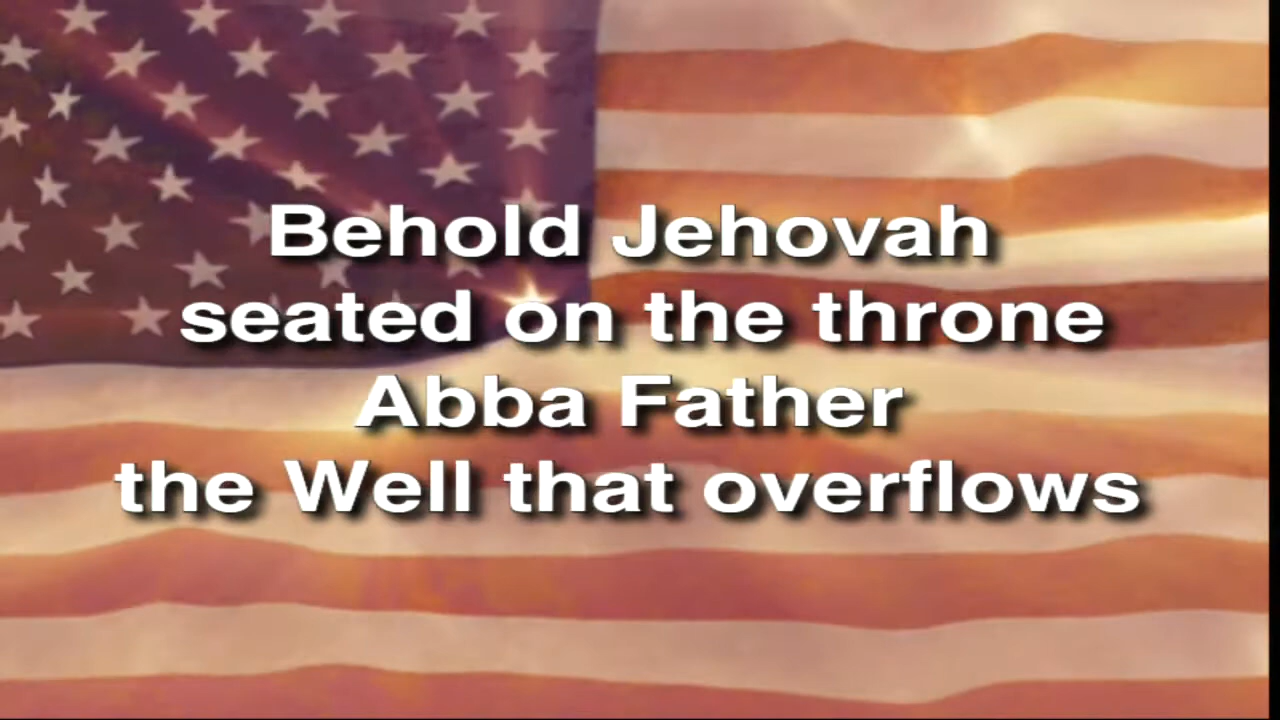 Behold Jehovah
seated on the throne
Abba Father
the Well that overflows